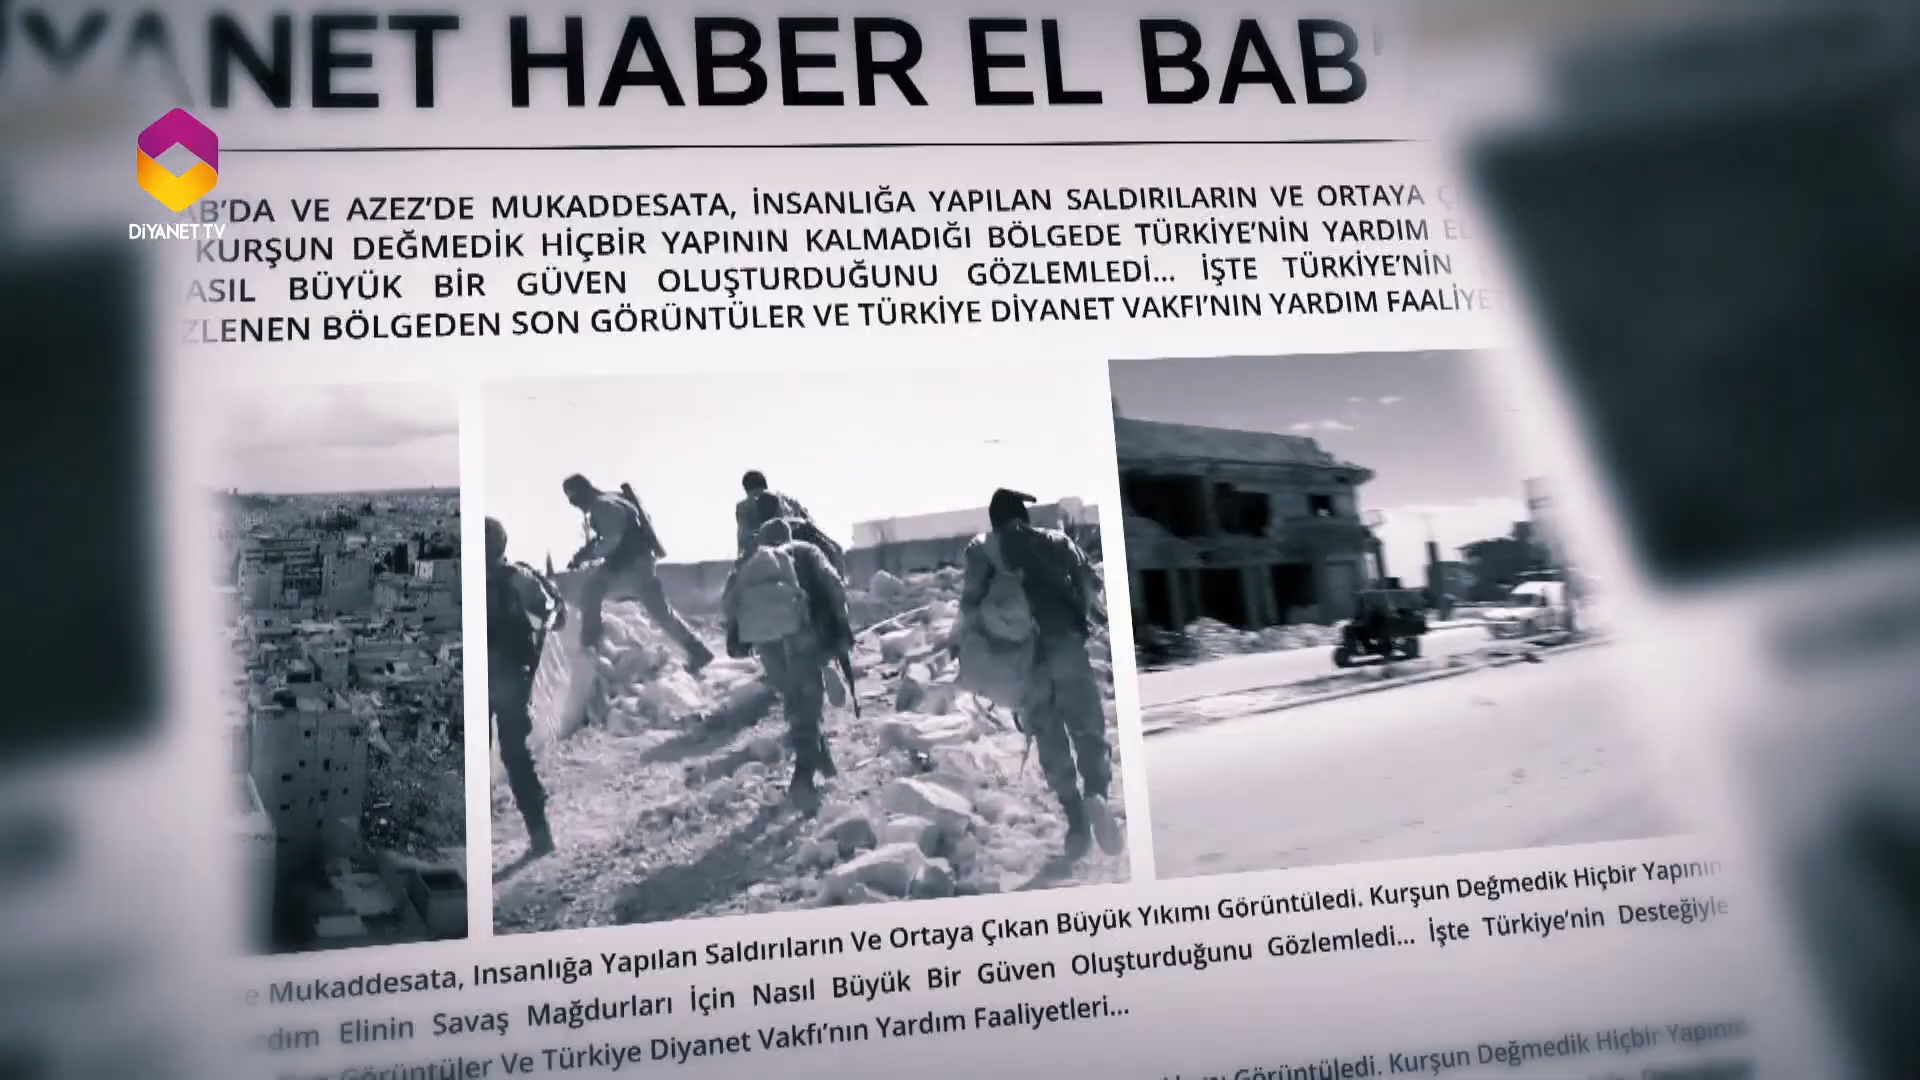 DİYANET HABER EL BAB'
DİYANET TV
AB'DA VE AZEZ'DE MUKADDESATA, İNSANLIĞA YAPILAN SALDIRILARIN VE ORTAYA
KURŞUN DEĞMEDİK HİÇBİR YAPININ KALMADIĞI BÖLGEDE TÜRKİYE'NİN YARDIM EL
ASIL BÜYÜK BİR GÜVEN OLUŞTURDUĞUNU GÖZLEMLEDİ... İŞTE TÜRKİYE'NİN
ZLENEN BÖLGEDEN SON GÖRÜNTÜLER VE TÜRKİYE DİYANET VAKFI'NIN YARDIM FAALİYE
e Mukaddesata, Insanlığa Yapılan Saldırıların Ve Ortaya Çıkan Büyük Yıkımı Görüntüledi. Kurşun Değmedik Hiçbir Yapının
dım Elinin Savaş Mağdurları İçin Nasıl Büyük Bir Güven Oluşturduğunu Gözlemledi... İşte Türkiye'nin Desteğiyle
Görüntüler Ve Türkiye Diyanet Vakfı'nın Yardım Faaliyetleri...
Görüntüledi. Kurşun Değmedik Hiçbir Yapının